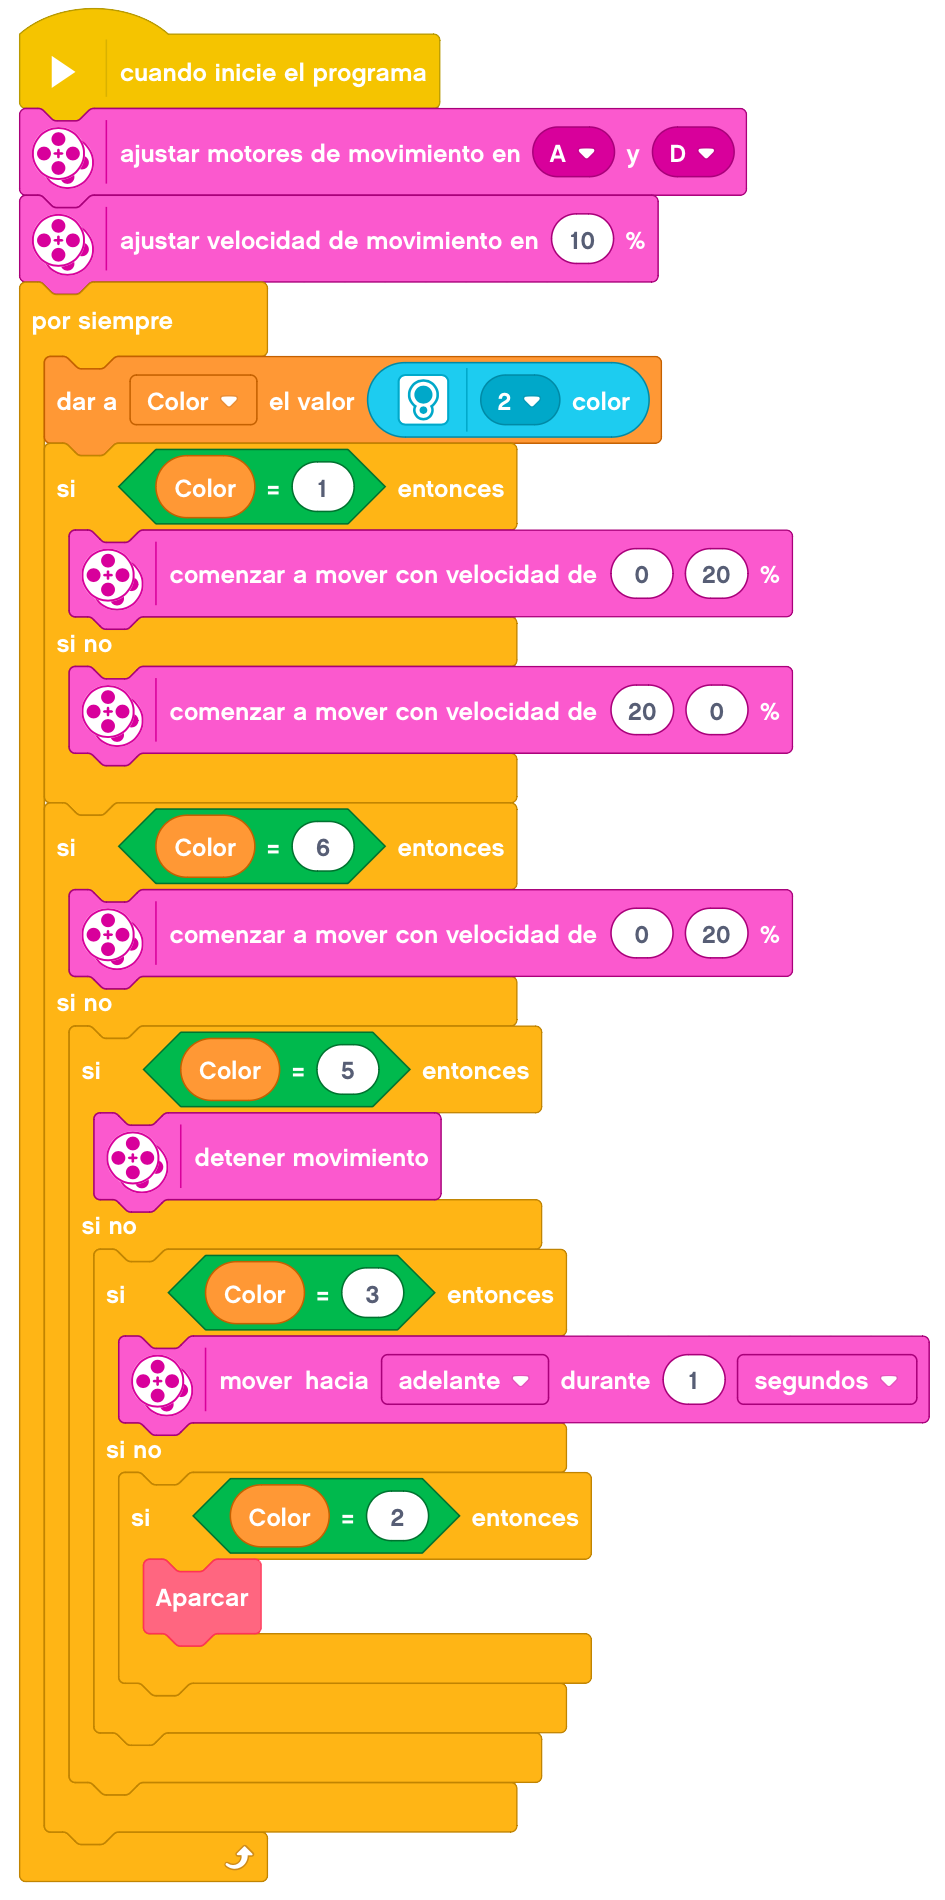 cuando inicie el programa
ajustar motores de movimiento en A y D
ajustar velocidad de movimiento en 10 %
por siempre
dar a Color el valor 2 color
si Color = 1 entonces
comenzar a mover con velocidad de 0 20 %
si no
comenzar a mover con velocidad de 20 0 %
si Color = 6 entonces
comenzar a mover con velocidad de 0 20 %
si no
si Color = 5 entonces
detener movimiento
si no
si Color = 3 entonces
mover hacia adelante durante 1 segundos
si no
si Color = 2 entonces
Aparcar